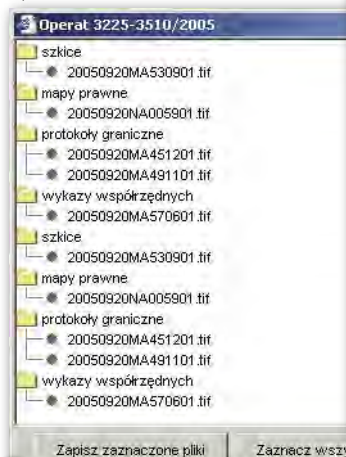 Operat 3225-3510/2005
szkice
20050920MA530901.tif
mapy prawne
20050920NA005901.tif
protokoły graniczne
20050920MA451201.tif
20050920MA491101.tif
wykazy współrzędnych
20050920MA570601.tif
szkice
20050920MA530901.tif
mapy prawne
20050920NA005901.tif
protokoły graniczne
20050920MA451201.tif
20050920MA491101.tif
wykazy współrzędnych
20050920MA570601.tif
Zapisz zaznaczone pliki Zaznacz wszy